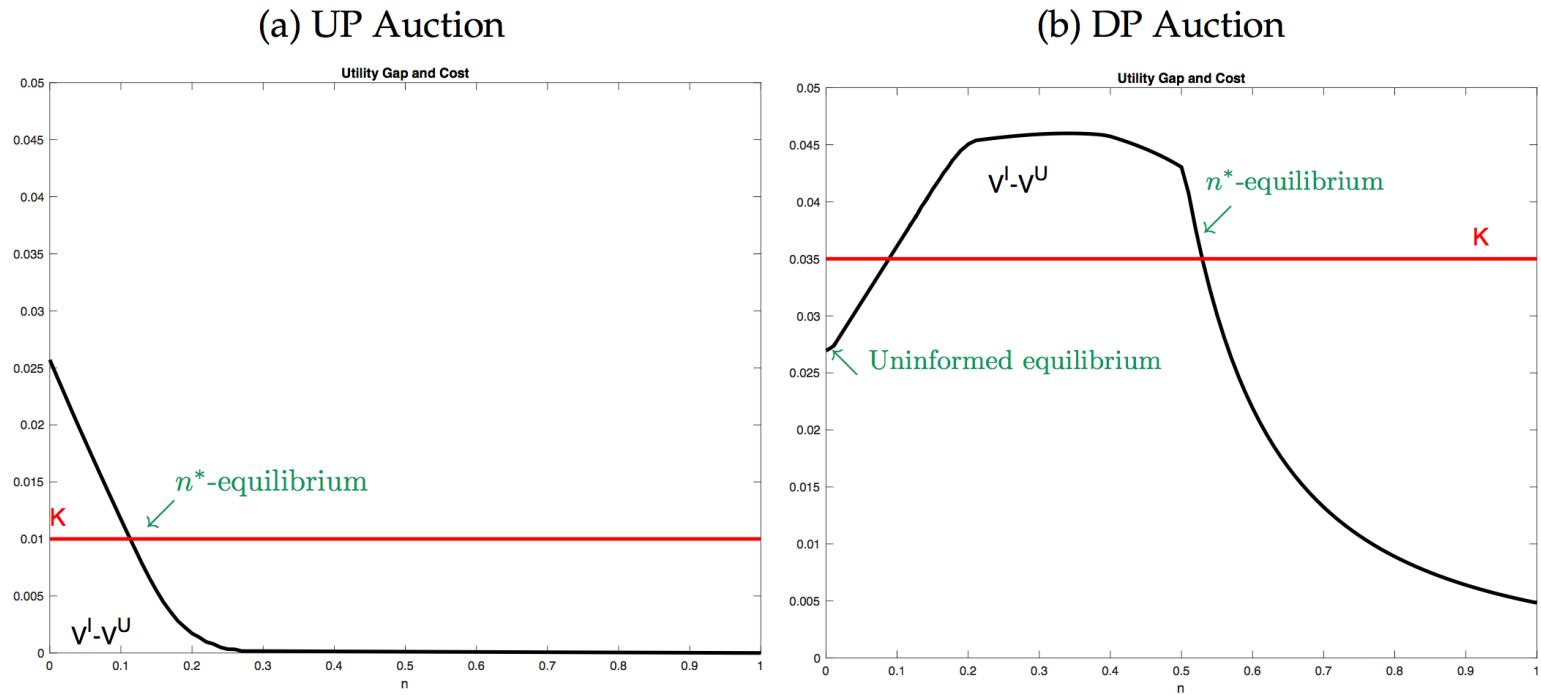 (a) UP Auction
Utility Gap and Cost
0.05
0.045
0.04
0.035
0.03
0.025
0.02
0.015
0.01
0.005
0
K
n*-equilibrium
V^I-V^U
0 0.1 0.2 0.3 0.4 0.5 0.6 0.7 0.8 0.9 1
n
(b) DP Auction
Utility Gap and Cost
0.05
0.045
0.04
0.035
0.03
0.025
0.02
0.015
0.01
0.005
0
V^I-V^U
n*-equilibrium
K
Uninformed equilibrium
0 0.1 0.2 0.3 0.4 0.5 0.6 0.7 0.8 0.9 1
n